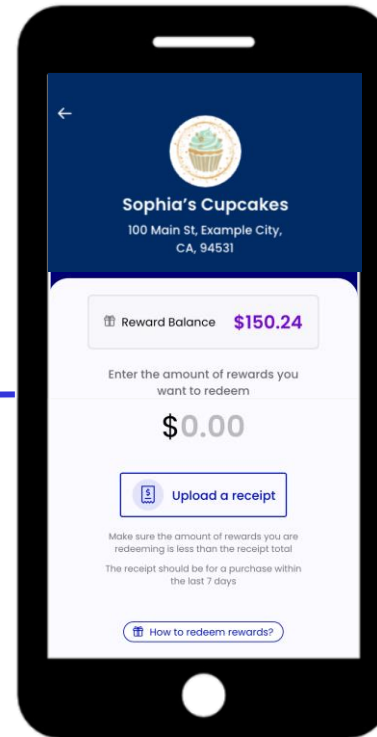 Sophia's Cupcakes
100 Main St, Example City,
CA, 94531
Reward Balance $150.24
Enter the amount of rewards you
want to redeem
$0.00
Upload a receipt
Make sure the amount of rewards you are
redeeming is less than the receipt total
The receipt should be for a purchase within
the last 7 days
How to redeem rewards?